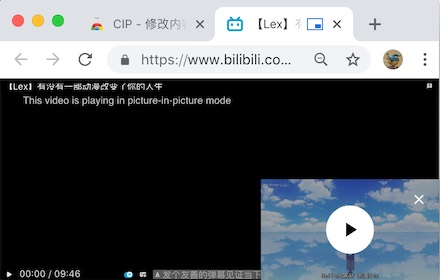 CIP - 修改内
【Lex】有
https://www.bilibili.co...
【Lex】有没有一部动漫改变了你的人生
This video is playing in picture-in-picture mode
00:00 / 09:46
发个友善的弹幕见证当下